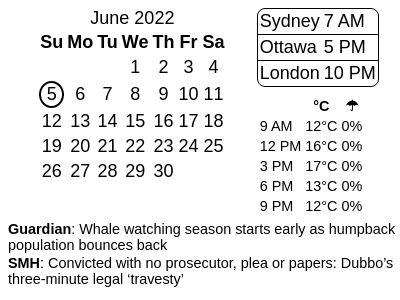 June 2022
Su Mo Tu We Th Fr Sa
1 2 3 4
5 6 7 8 9 10 11
12 13 14 15 16 17 18
19 20 21 22 23 24 25
26 27 28 29 30
Sydney 7 AM
Ottawa 5 PM
London 10 PM
°C ☂
9 AM 12°C 0%
12 PM 16°C 0%
3 PM 17°C 0%
6 PM 13°C 0%
9 PM 12°C 0%
Guardian: Whale watching season starts early as humpback
population bounces back
SMH: Convicted with no prosecutor, plea or papers: Dubbo’s
three-minute legal ‘travesty’